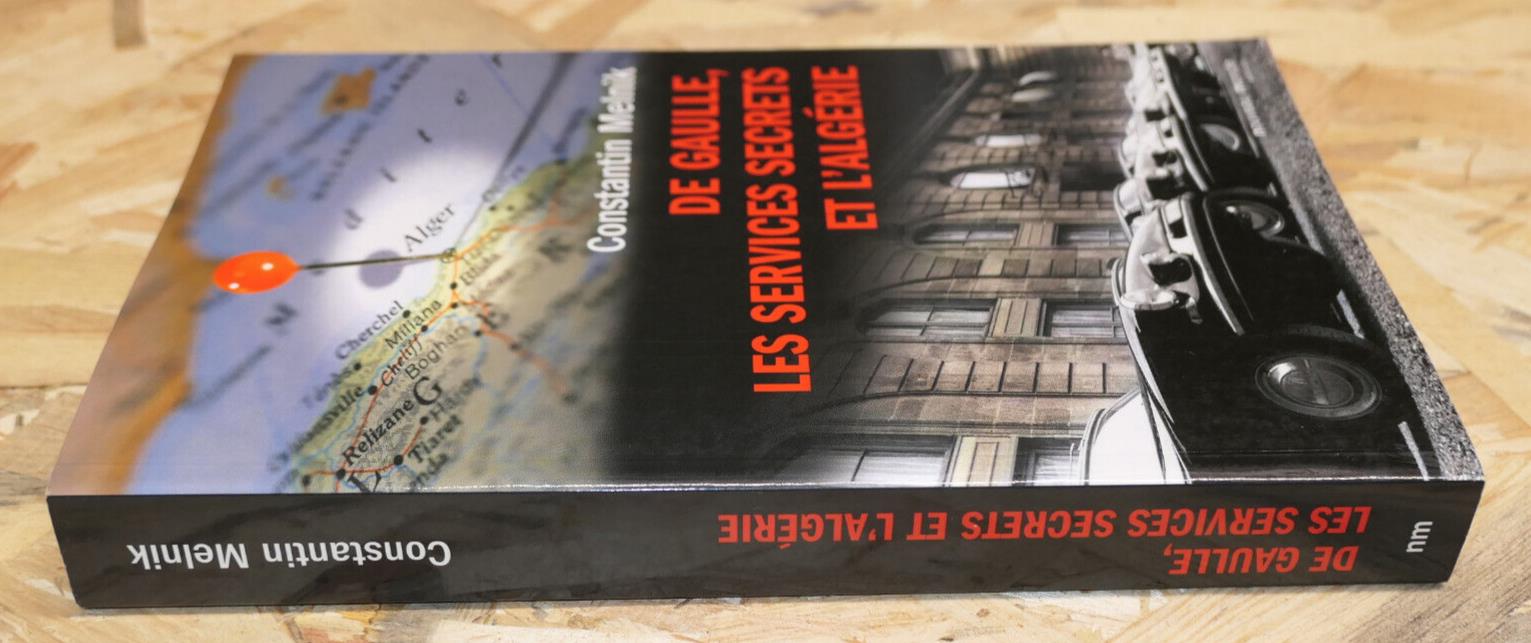 Constantin Melnik
DE GAULLE,
LES SERVICES SECRETS
ET L'ALGÉRIE
Alger
Cherchel
Miliana
Cheliff
Boghar
Relizane
Tiaret
G
M
d
i
t
e
r
DE GAULLE,
LES SERVICES SECRETS ET L'ALGÉRIE
Constantin Melnik
nm